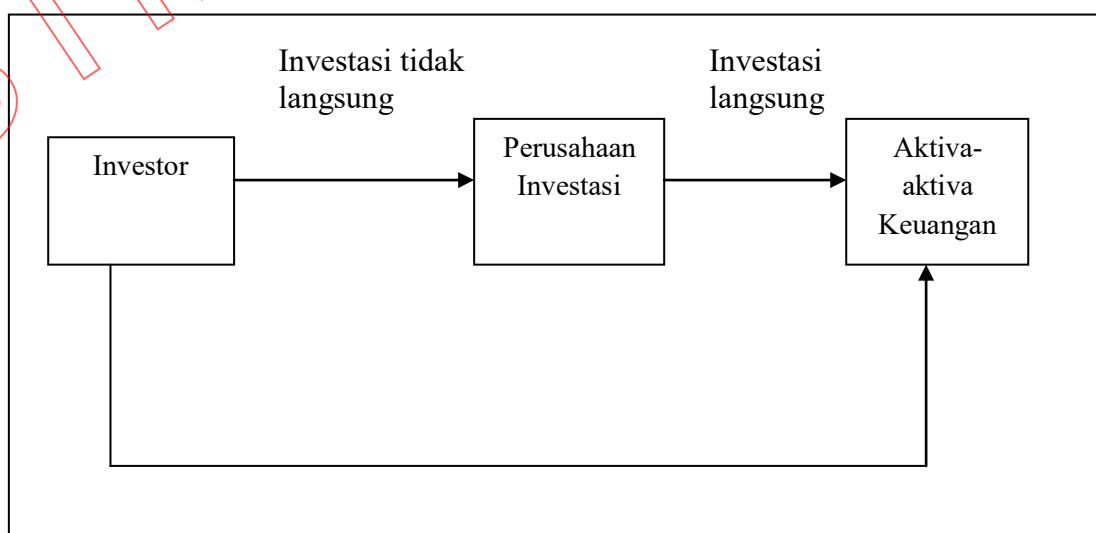 Investasi tidak
langsung
Investasi
langsung
Investor
Perusahaan
Investasi
Aktiva-
aktiva
Keuangan